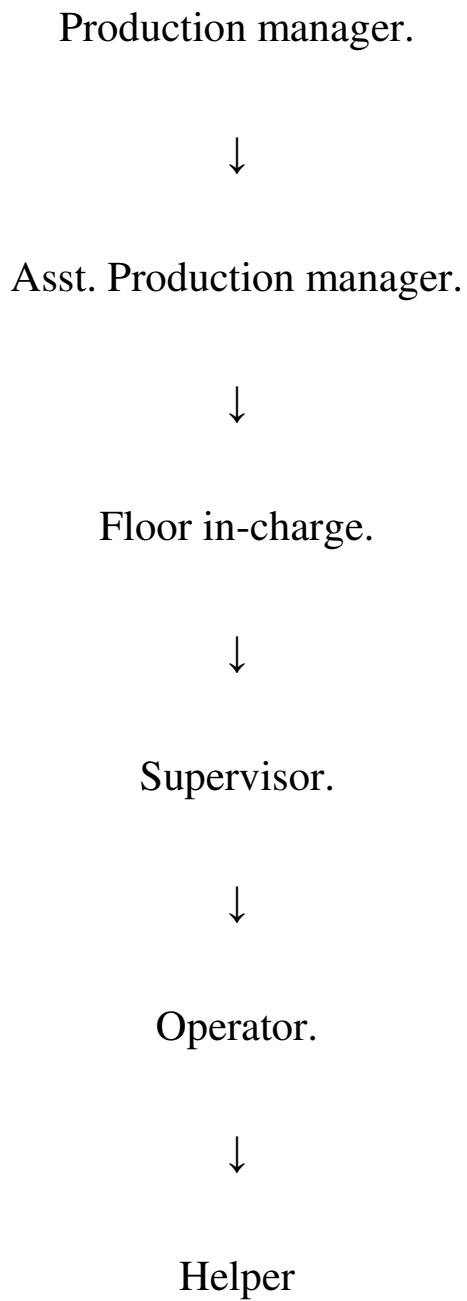 Production manager.
↓
Asst. Production manager.
↓
Floor in-charge.
↓
Supervisor.
↓
Operator.
↓
Helper